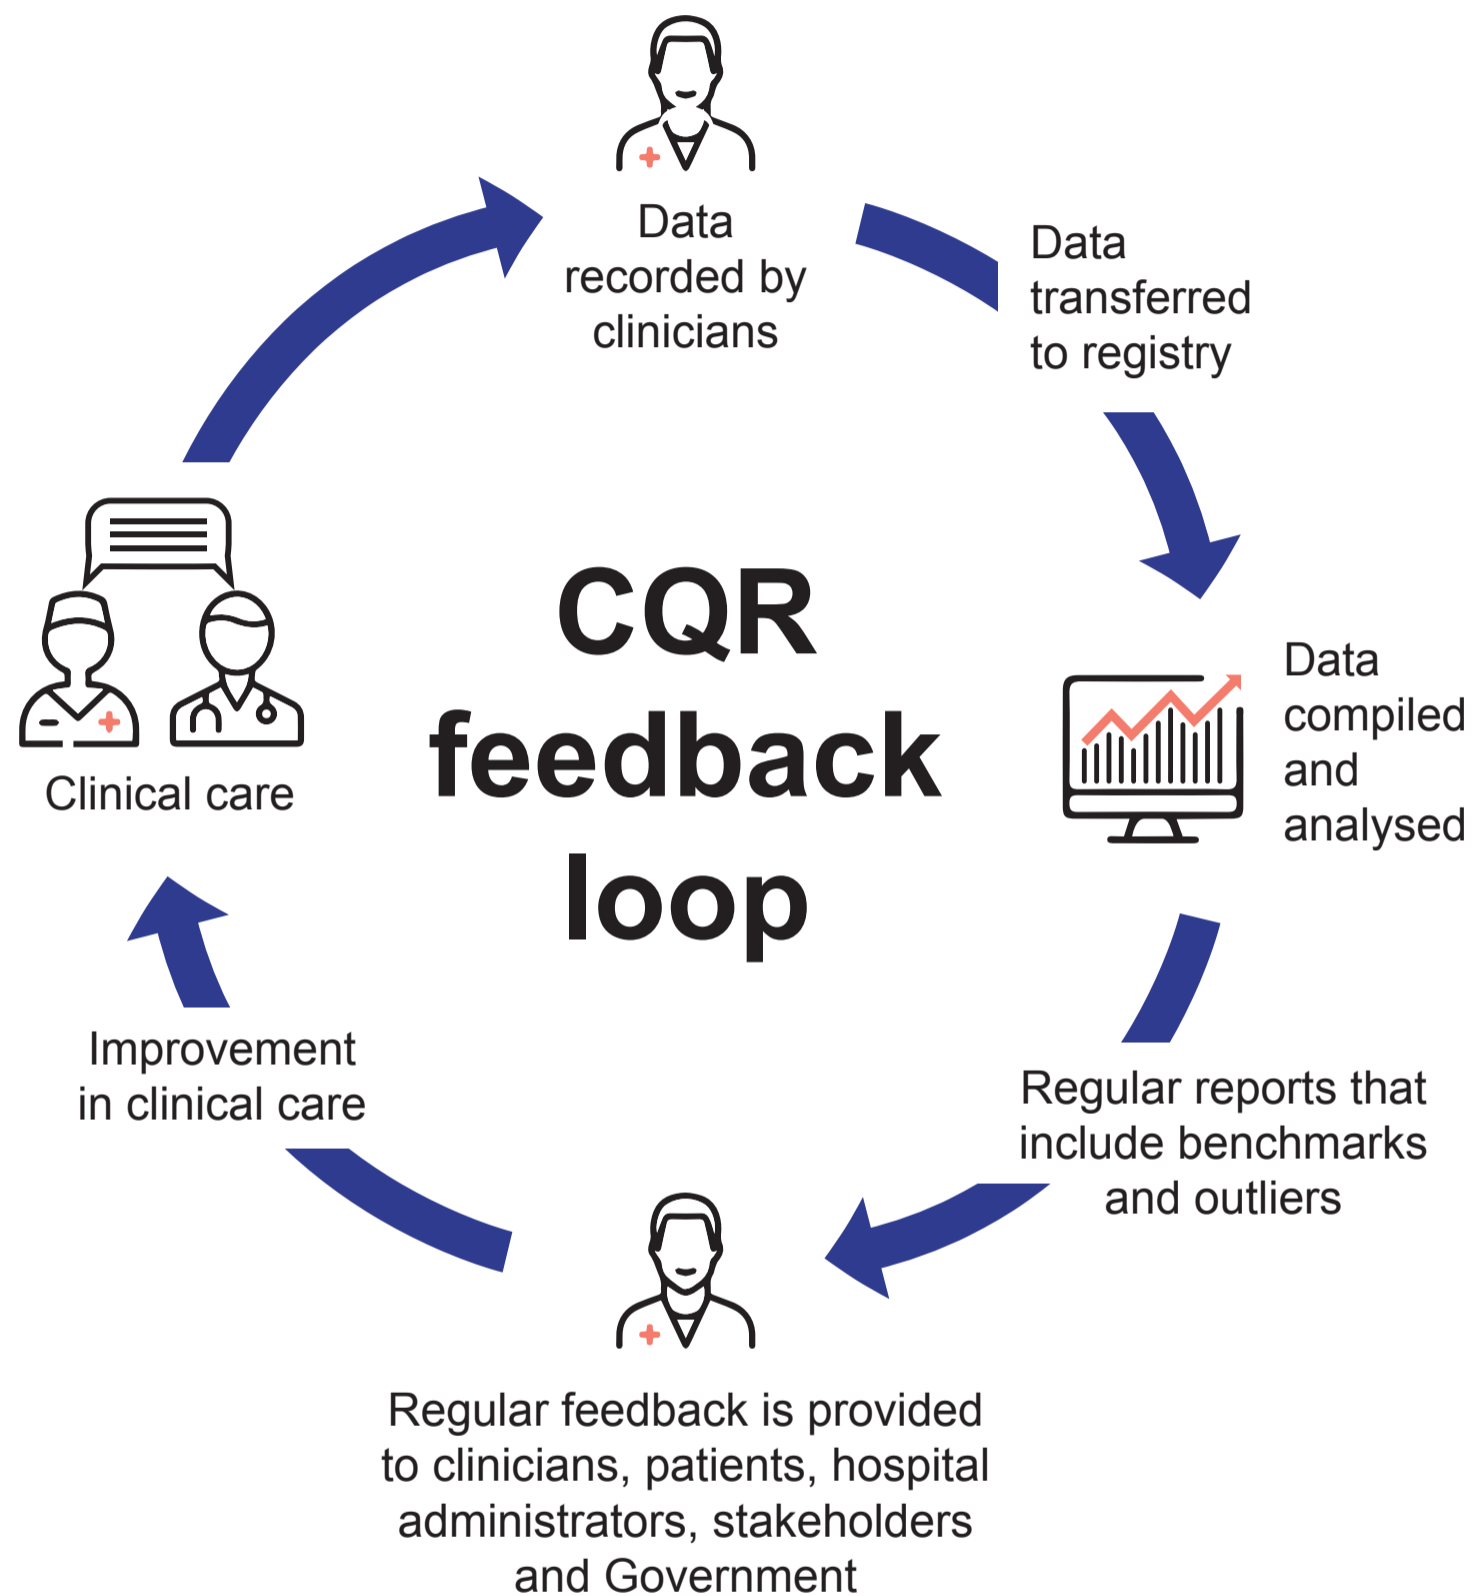 Data
recorded by
clinicians
Data
transferred
to registry
Data
compiled
and
analysed
Regular reports that
include benchmarks
and outliers
Regular feedback is provided
to clinicians, patients, hospital
administrators, stakeholders
and Government
Improvement
in clinical care
Clinical care
CQR
feedback
loop